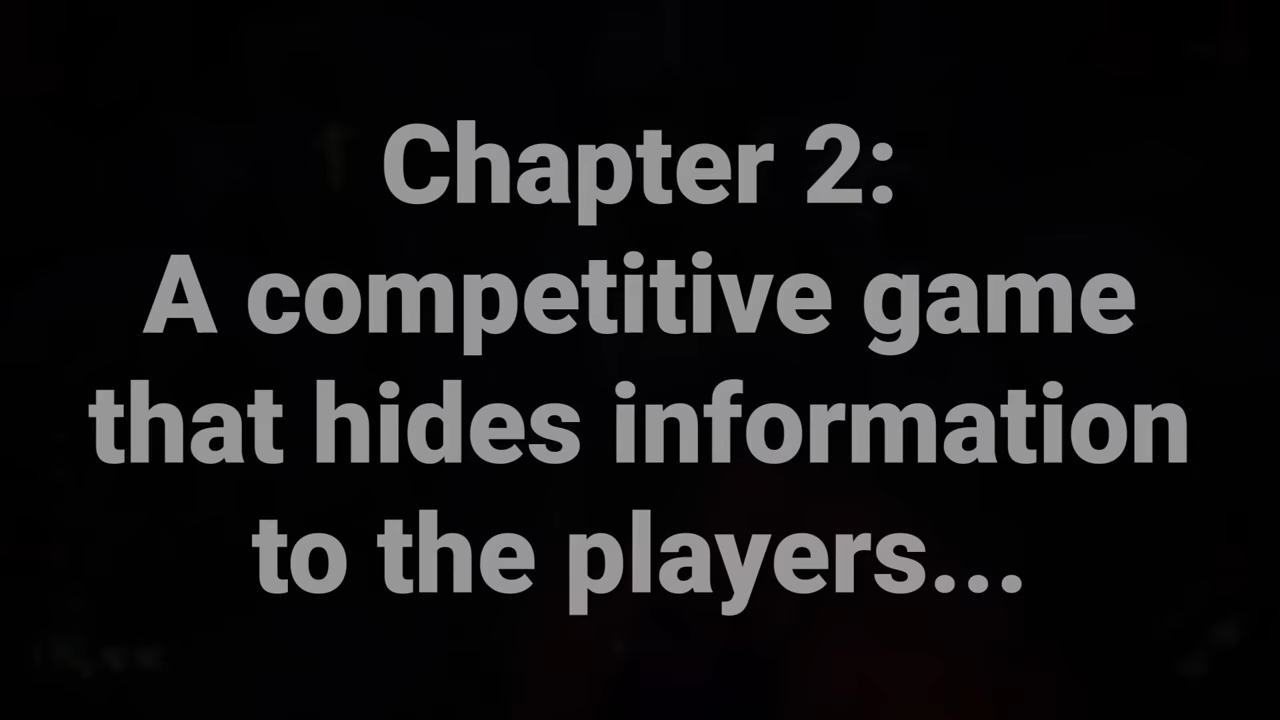 Chapter 2:
A competitive game
that hides information
to the players...